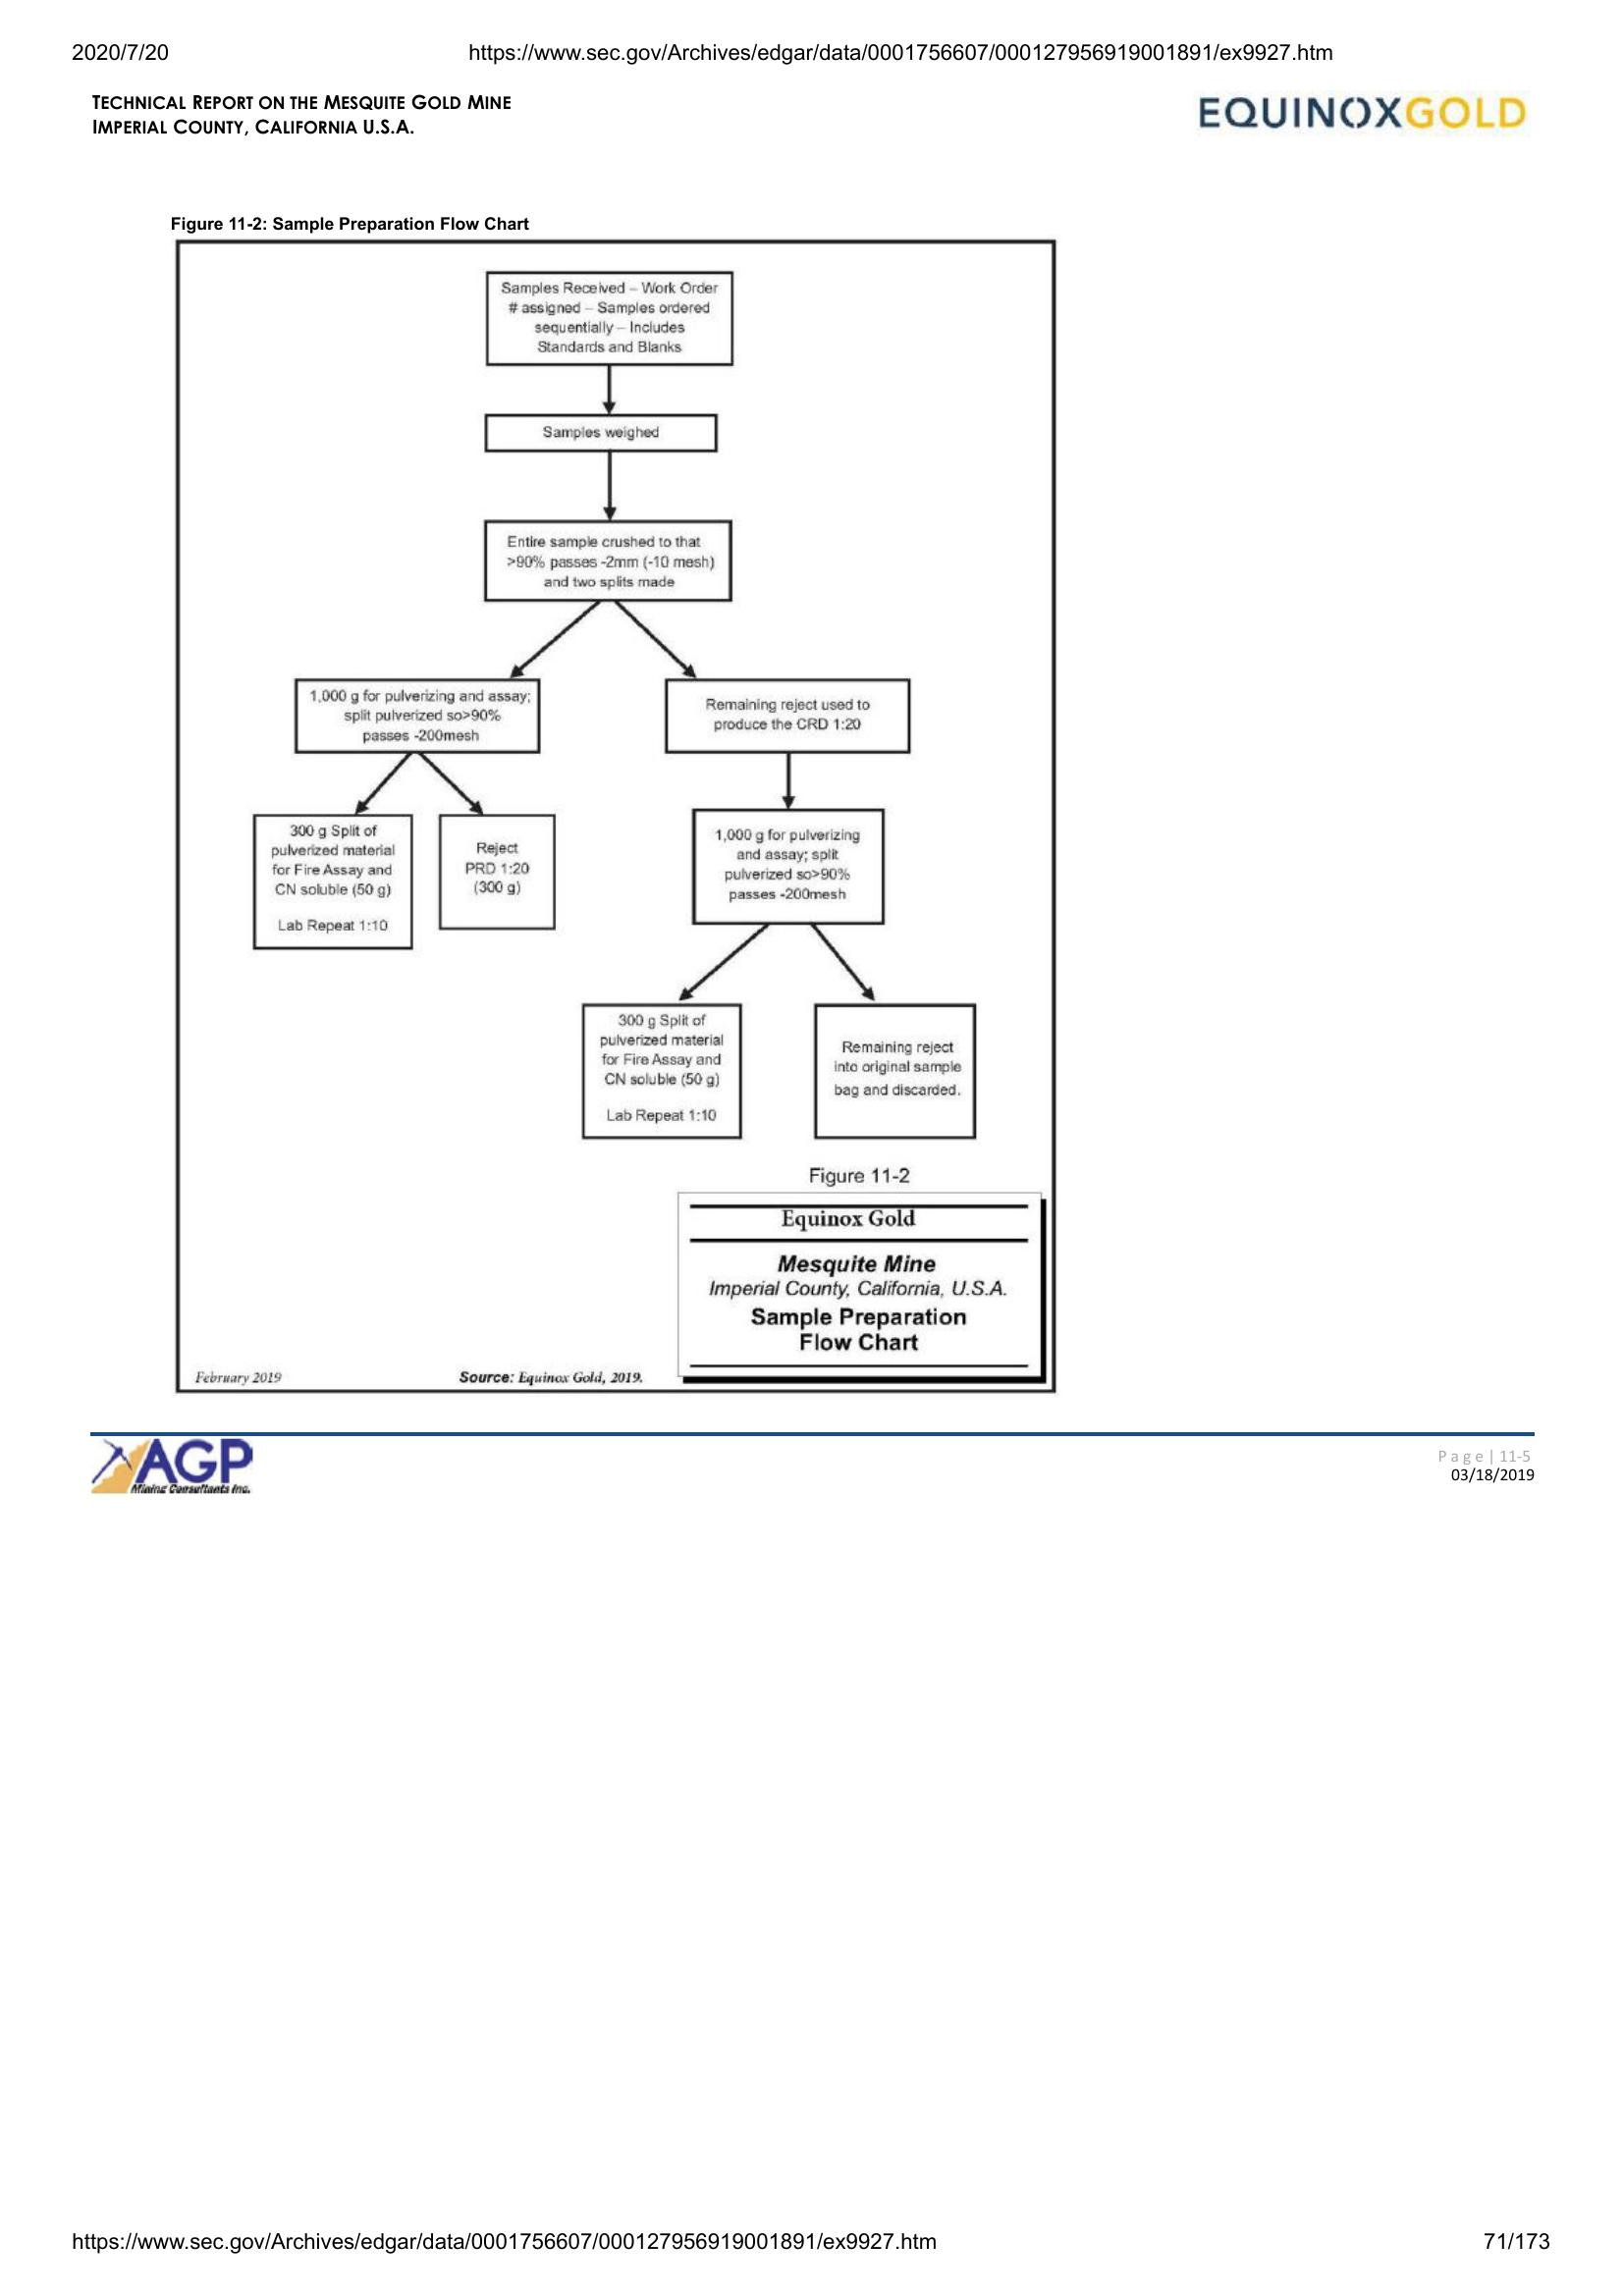 2020/7/20 https://www.sec.gov/Archives/edgar/data/0001756607/000127956919001891/ex9927.htm
TECHNICAL REPORT ON THE MESQUITE GOLD MINE
IMPERIAL COUNTY, CALIFORNIA U.S.A.
EQUINOXGOLD
Figure 11-2: Sample Preparation Flow Chart
Samples Received – Work Order
# assigned – Samples ordered
sequentially – Includes
Standards and Blanks
Samples weighed
Entire sample crushed to that
>90% passes -2mm (-10 mesh)
and two splits made
1,000 g for pulverizing and assay;
split pulverized so>90%
passes -200mesh
Remaining reject used to
produce the CRD 1:20
300 g Split of
pulverized material
for Fire Assay and
CN soluble (50 g)
Lab Repeat 1:10
Reject
PRD 1:20
(300 g)
1,000 g for pulverizing
and assay; split
pulverized so>90%
passes -200mesh
300 g Split of
pulverized material
for Fire Assay and
CN soluble (50 g)
Lab Repeat 1:10
Remaining reject
into original sample
bag and discarded.
Figure 11-2
Equinox Gold
Mesquite Mine
Imperial County, California, U.S.A.
Sample Preparation
Flow Chart
February 2019 Source: Equinox Gold, 2019.
AGP
Mining Consultants Inc.
Page | 11-5
03/18/2019
https://www.sec.gov/Archives/edgar/data/0001756607/000127956919001891/ex9927.htm 71/173